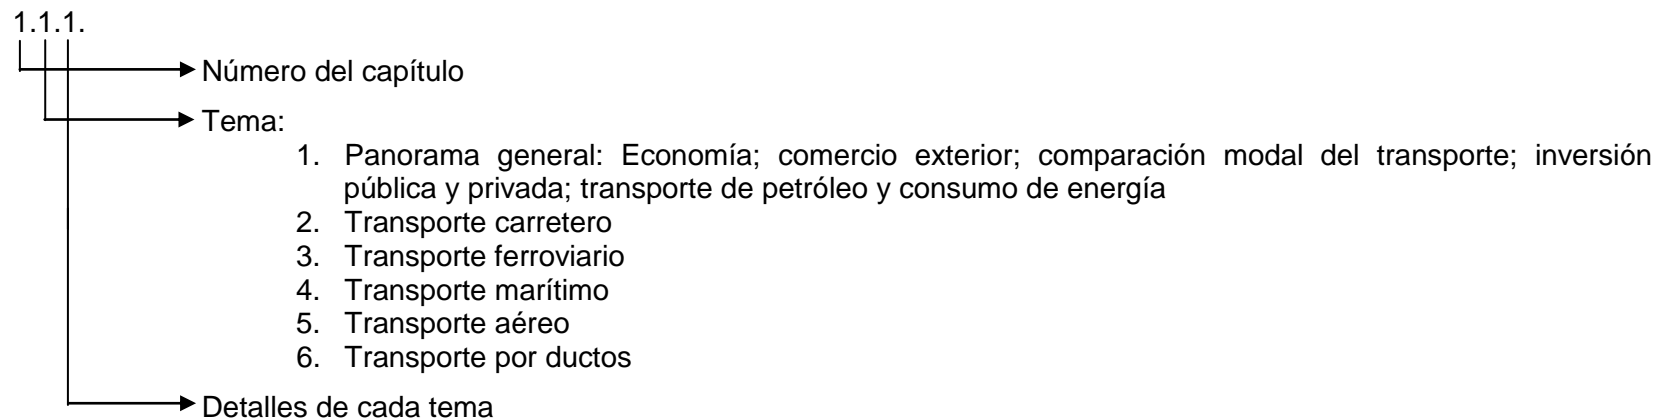 1.1.1.
Número del capítulo
Tema:
1. Panorama general: Economía; comercio exterior; comparación modal del transporte; inversión
pública y privada; transporte de petróleo y consumo de energía
2. Transporte carretero
3. Transporte ferroviario
4. Transporte marítimo
5. Transporte aéreo
6. Transporte por ductos
Detalles de cada tema